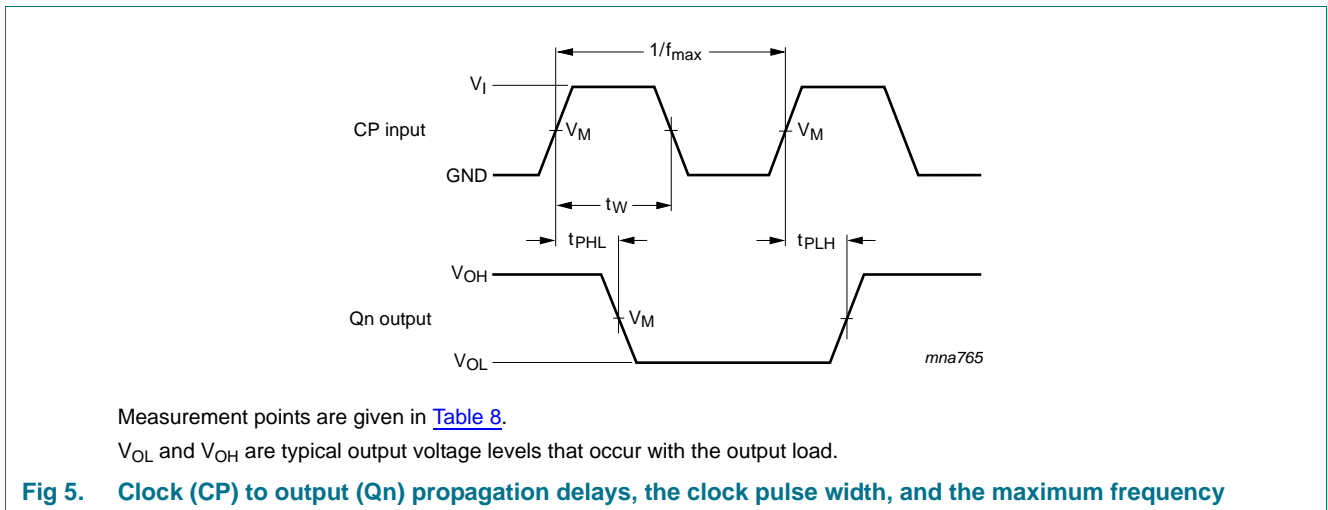 1/fmax
VI
CP input
VM
VM
GND
tW
tPHL
tPLH
VOH
Qn output
VM
VOL
mna765
Measurement points are given in Table 8.
VOL and VOH are typical output voltage levels that occur with the output load.
Fig 5. Clock (CP) to output (Qn) propagation delays, the clock pulse width, and the maximum frequency